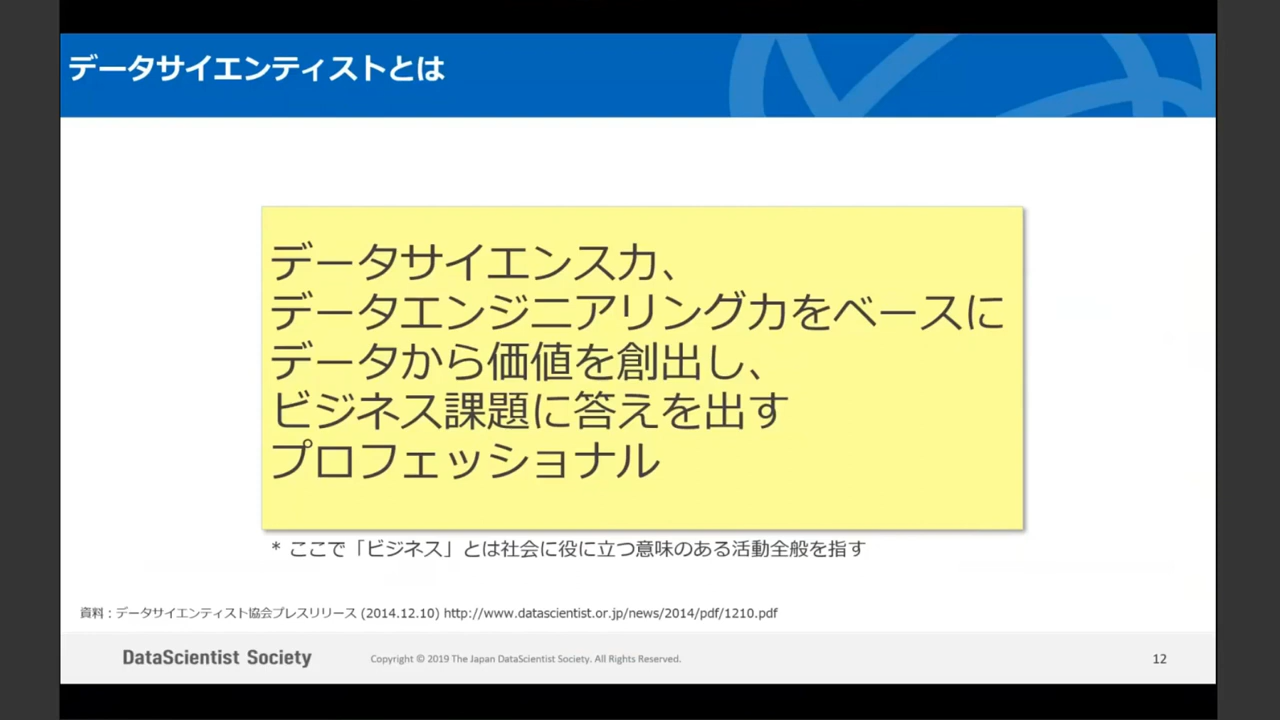 データサイエンティストとは
データサイエンス力、
データエンジニアリング力をベースに
データから価値を創出し、
ビジネス課題に答えを出す
プロフェッショナル
* ここで「ビジネス」とは社会に役に立つ意味のある活動全般を指す
資料：データサイエンティスト協会プレスリリース (2014.12.10) http://www.datascientist.or.jp/news/2014/pdf/1210.pdf
DataScientist Society
Copyright © 2019 The Japan DataScientist Society. All Rights Reserved.
12